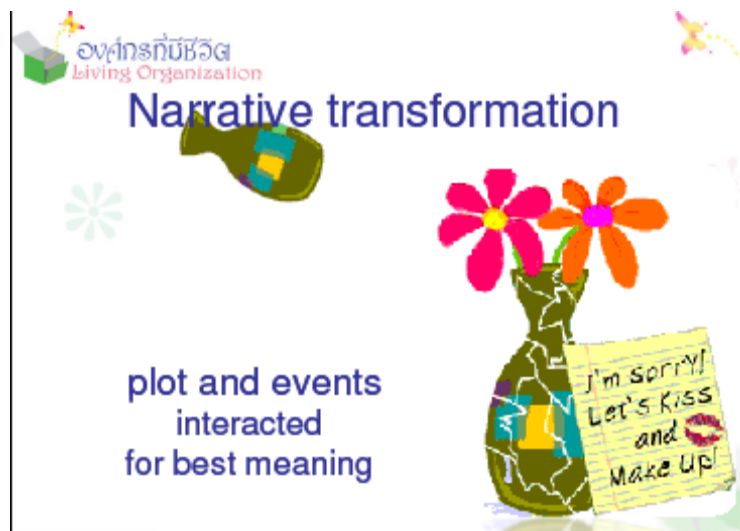 องค์กรที่มีชีวิต
Living Organization
Narrative transformation
plot and events
interacted
for best meaning
I'm sorry!
Let's Kiss
and
Make Up!